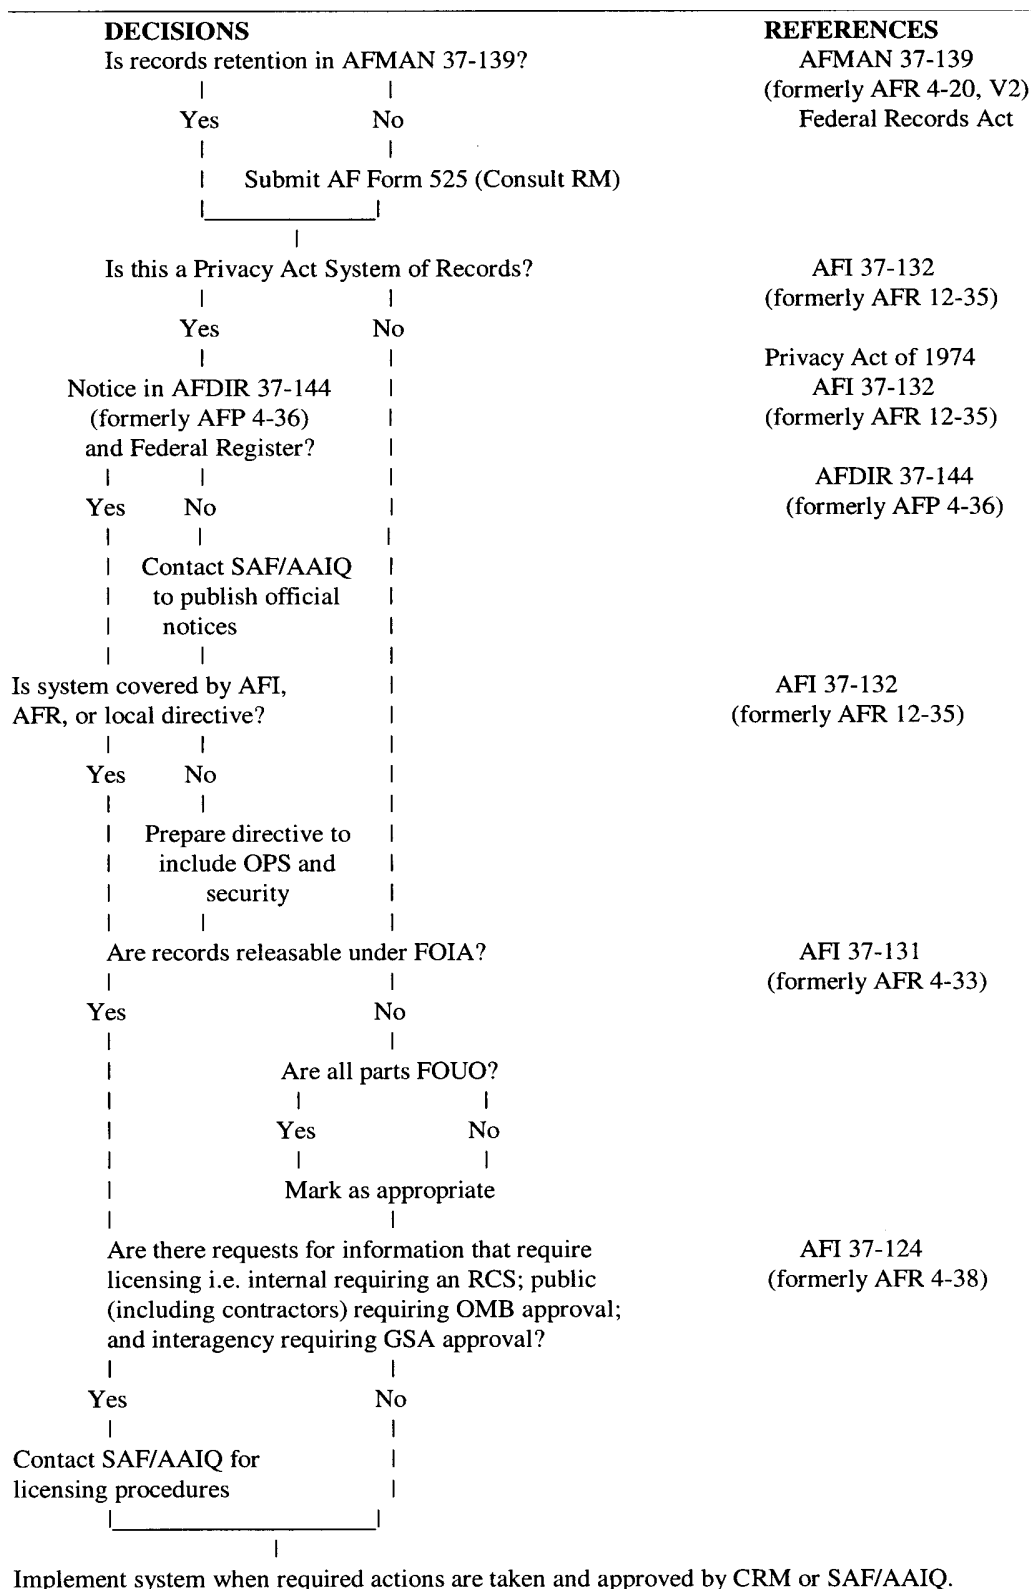 DECISIONS REFERENCES
Is records retention in AFMAN 37-139? AFMAN 37-139
(formerly AFR 4-20, V2)
Yes No Federal Records Act
Submit AF Form 525 (Consult RM)
Is this a Privacy Act System of Records? AFI 37-132
(formerly AFR 12-35)
Yes No
Privacy Act of 1974
Notice in AFDIR 37-144 AFI 37-132
(formerly AFP 4-36) (formerly AFR 12-35)
and Federal Register?
AFDIR 37-144
Yes No (formerly AFP 4-36)
Contact SAF/AAIQ
to publish official
notices
Is system covered by AFI, AFI 37-132
AFR, or local directive? (formerly AFR 12-35)
Yes No
Prepare directive to
include OPS and
security
Are records releasable under FOIA? AFI 37-131
(formerly AFR 4-33)
Yes No
Are all parts FOUO?
Yes No
Mark as appropriate
Are there requests for information that require AFI 37-124
licensing i.e. internal requiring an RCS; public (formerly AFR 4-38)
(including contractors) requiring OMB approval;
and interagency requiring GSA approval?
Yes No
Contact SAF/AAIQ for
licensing procedures
Implement system when required actions are taken and approved by CRM or SAF/AAIQ.